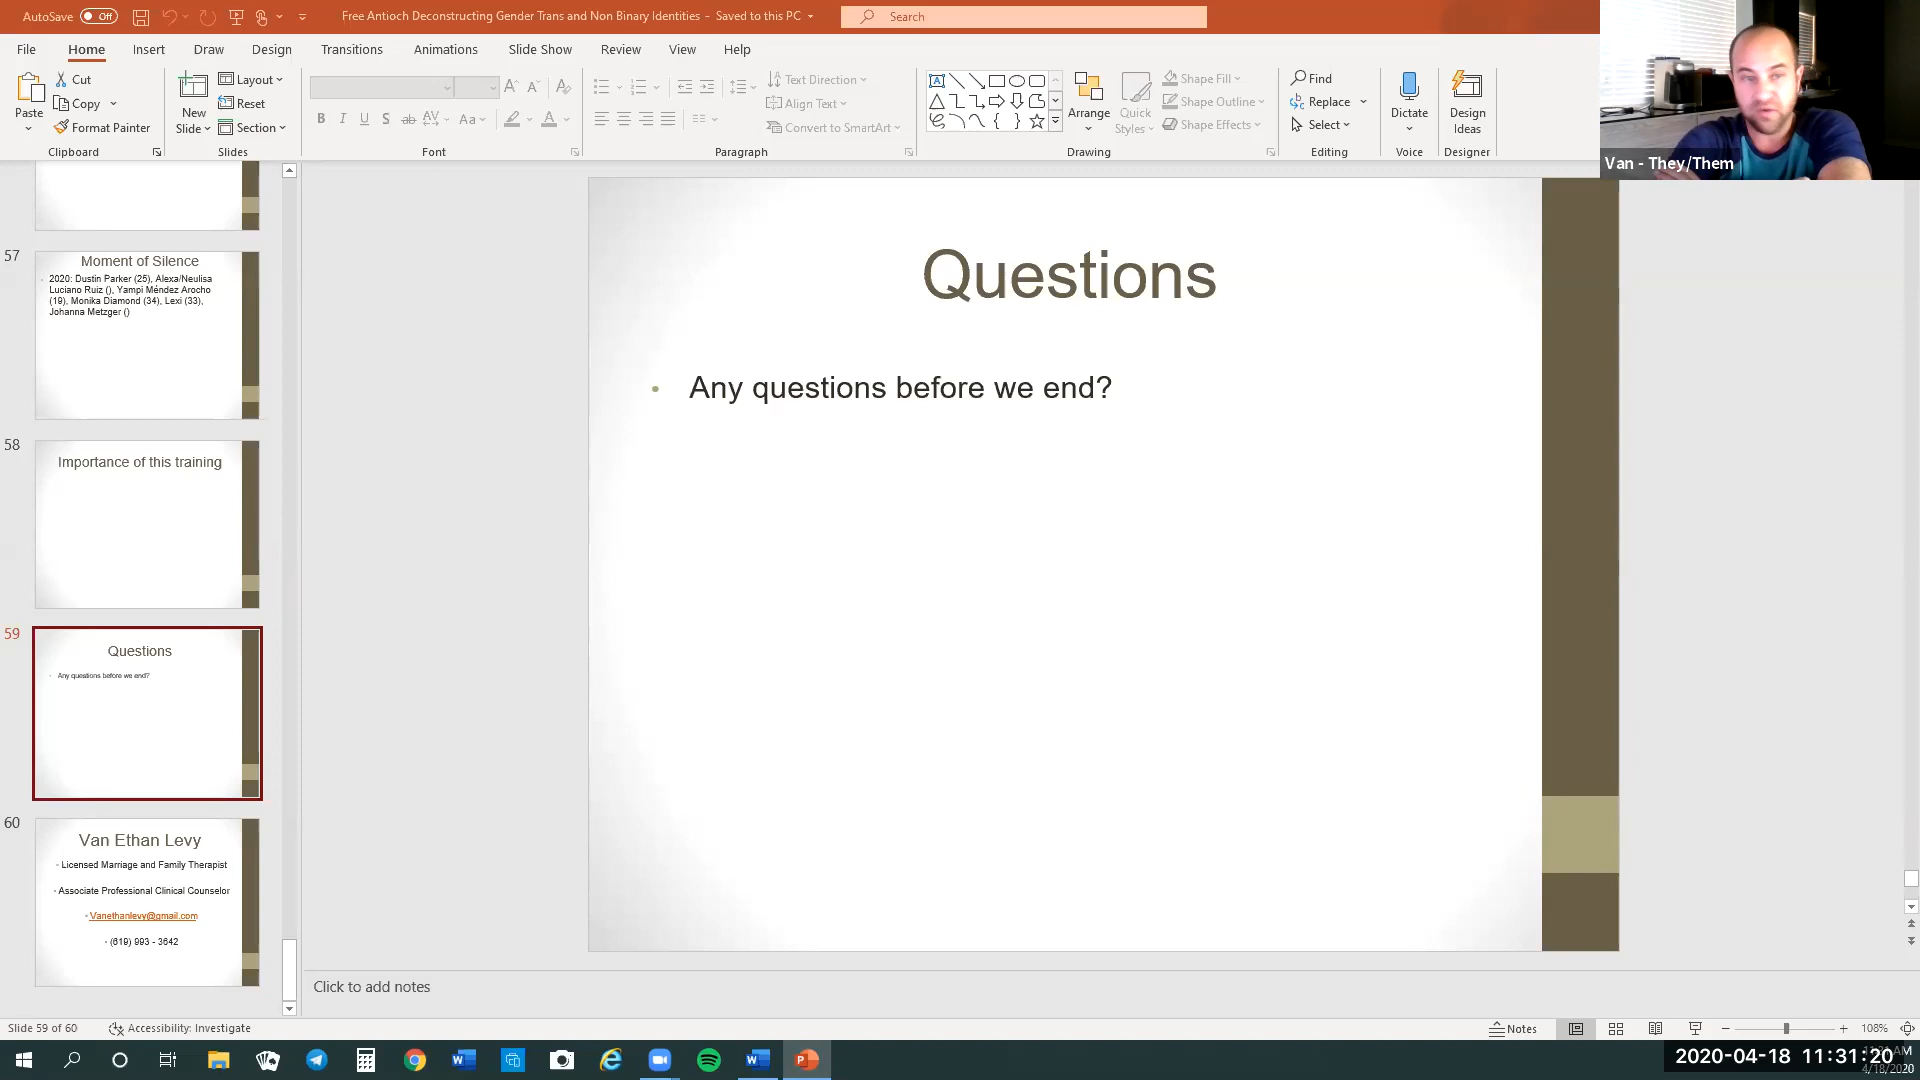 AutoSave Off
Free Antioch Deconstructing Gender Trans and Non Binary Identities - Saved to this PC
Search
File Home Insert Draw Design Transitions Animations Slide Show Review View Help
Paste
Cut
Copy
Format Painter
Clipboard
New Slide
Layout
Reset
Section
Slides
B I U S ab AV Aa A
Font
Text Direction
Align Text
Convert to SmartArt
Paragraph
Arrange
Quick Styles
Shape Fill
Shape Outline
Shape Effects
Drawing
Find
Replace
Select
Editing
Dictate
Voice
Design Ideas
Designer
Van - They/Them
57
Moment of Silence
2020: Dustin Parker (25), Alexa/Neulisa
Luciano Ruiz (), Yampi Méndez Arocho
(19), Monika Diamond (34), Lexi (33),
Johanna Metzger ()
58
Importance of this training
59
Questions
Any questions before we end?
60
Van Ethan Levy
Licensed Marriage and Family Therapist
Associate Professional Clinical Counselor
Vanethanlevy@gmail.com
(619) 993 - 3642
Questions
• Any questions before we end?
Click to add notes
Slide 59 of 60
Accessibility: Investigate
Notes
108%
2020-04-18 11:31:20
4/18/2020